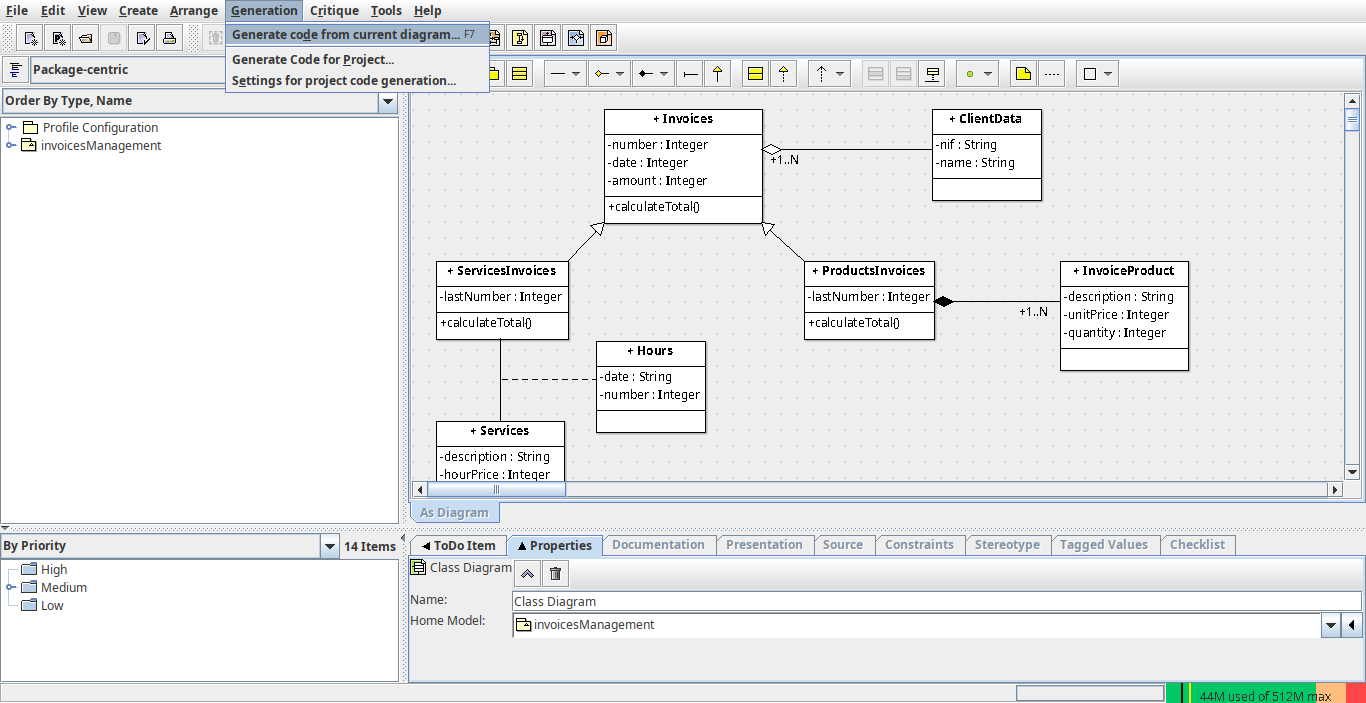 File Edit View Create Arrange Generation Critique Tools Help
Generate code from current diagram... F7
Generate Code for Project...
Settings for project code generation...
Package-centric
Order By Type, Name
Profile Configuration
invoicesManagement
+ Invoices
-number : Integer
-date : Integer
-amount : Integer
+calculateTotal()
+1..N
+ ClientData
-nif : String
-name : String
+ ServicesInvoices
-lastNumber : Integer
+calculateTotal()
+ ProductsInvoices
-lastNumber : Integer
+calculateTotal()
+1..N
+ InvoiceProduct
-description : String
-unitPrice : Integer
-quantity : Integer
+ Hours
-date : String
-number : Integer
+ Services
-description : String
-hourPrice : Integer
As Diagram
By Priority 14 Items
High
Medium
Low
ToDo Item Properties Documentation Presentation Source Constraints Stereotype Tagged Values Checklist
Class Diagram
Name: Class Diagram
Home Model: invoicesManagement
44M used of 512M max